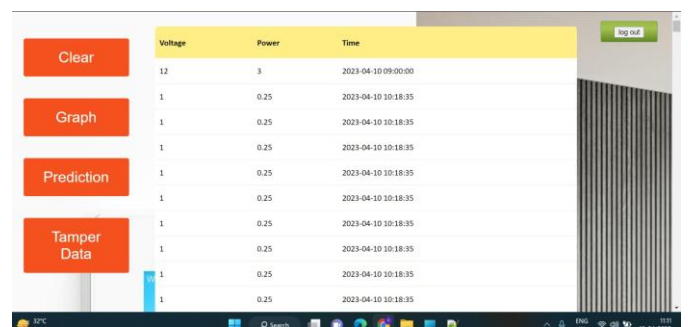 log out
Clear
Graph
Prediction
Tamper
Data
Voltage Power Time
12 3 2023-04-10 09:00:00
1 0.25 2023-04-10 10:18:35
1 0.25 2023-04-10 10:18:35
1 0.25 2023-04-10 10:18:35
1 0.25 2023-04-10 10:18:35
1 0.25 2023-04-10 10:18:35
1 0.25 2023-04-10 10:18:35
1 0.25 2023-04-10 10:18:35
1 0.25 2023-04-10 10:18:35
1 0.25 2023-04-10 10:18:35
W
32°C
Search
ENG
11:31